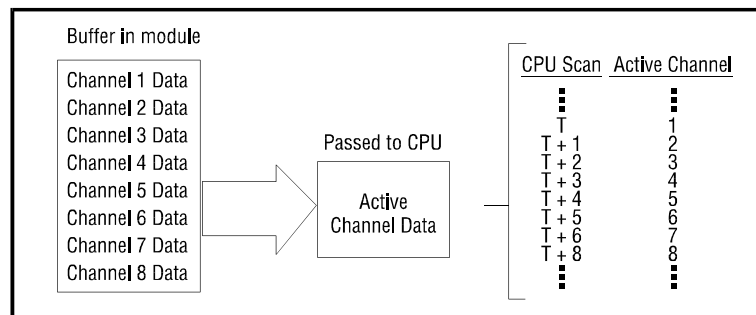 Buffer in module
Channel 1 Data
Channel 2 Data
Channel 3 Data
Channel 4 Data
Channel 5 Data
Channel 6 Data
Channel 7 Data
Channel 8 Data
Passed to CPU
Active
Channel Data
CPU Scan Active Channel
T 1
T + 1 2
T + 2 3
T + 3 4
T + 4 5
T + 5 6
T + 6 7
T + 8 8